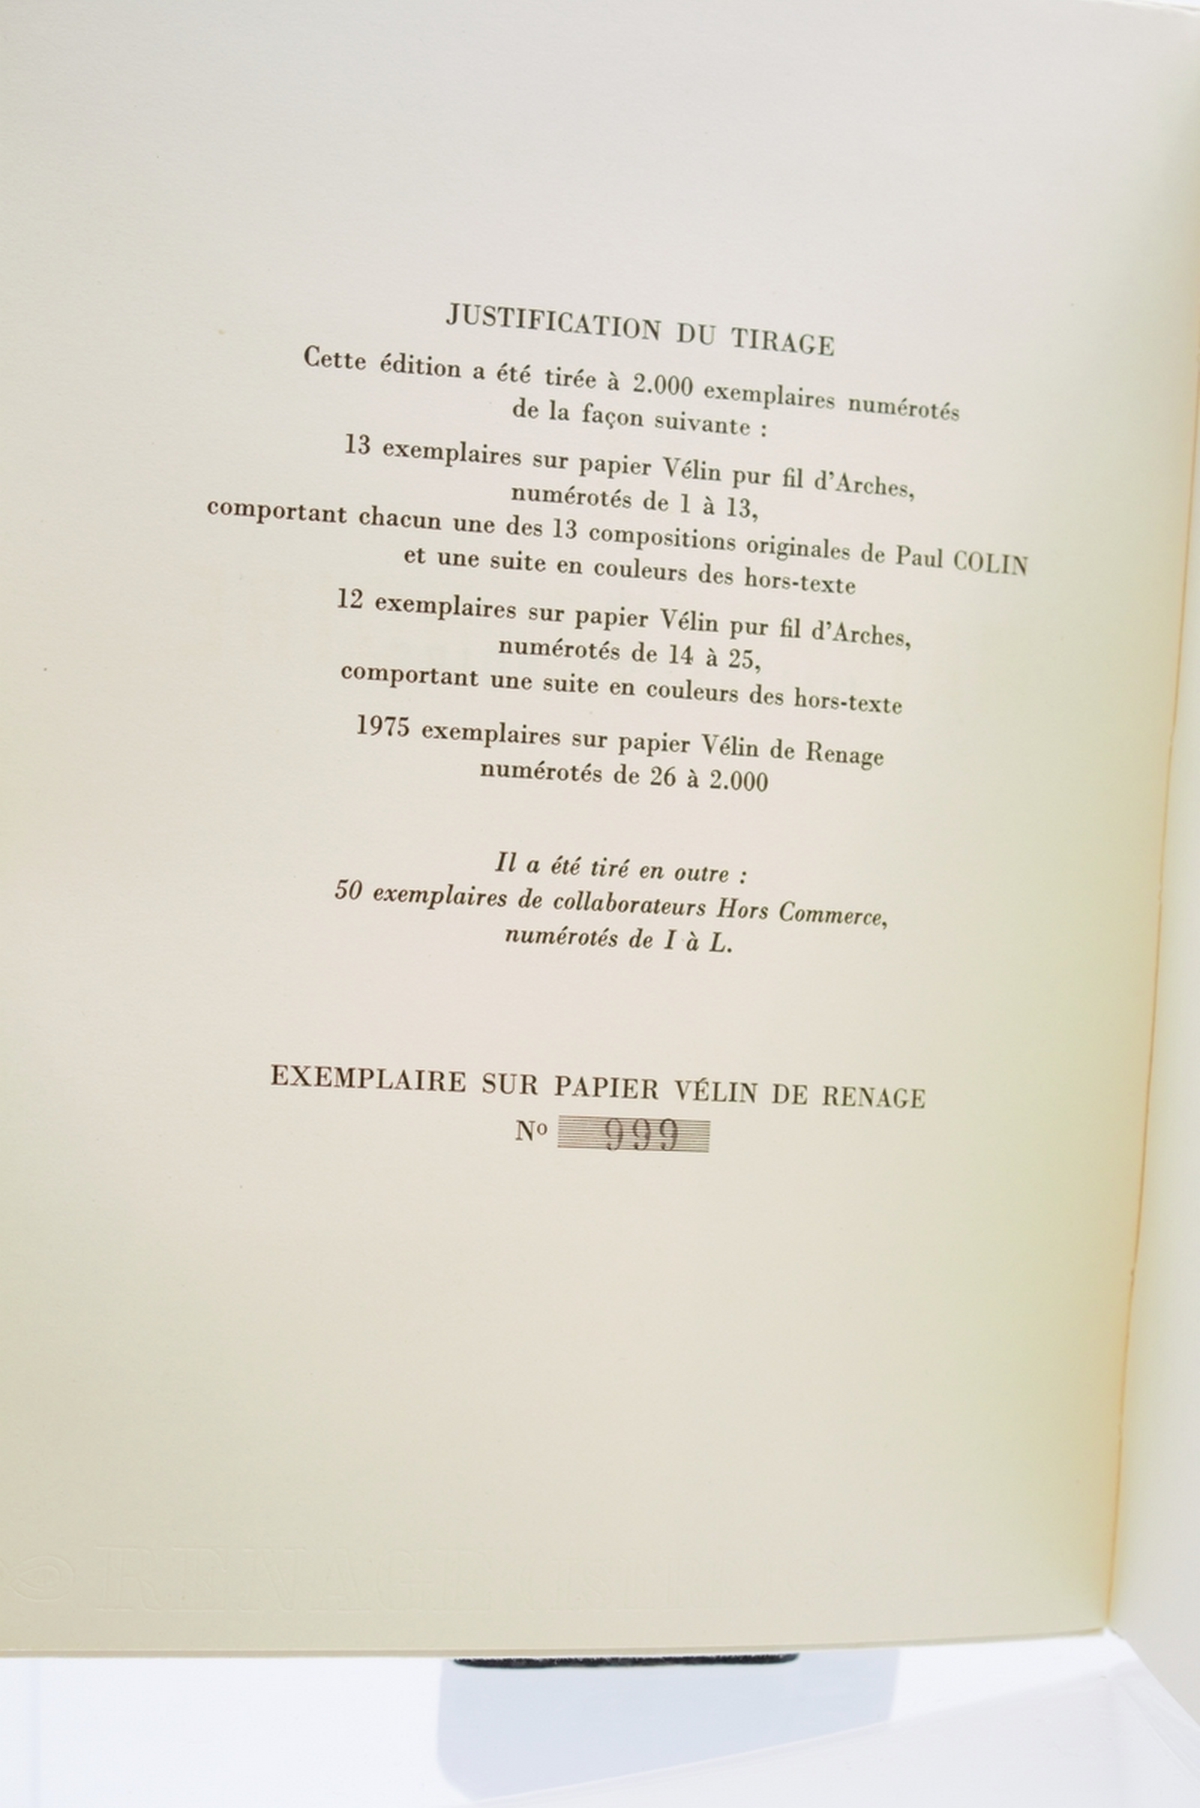 JUSTIFICATION DU TIRAGE
Cette édition a été tirée à 2.000 exemplaires numérotés
de la façon suivante :
13 exemplaires sur papier Vélin pur fil d'Arches,
numérotés de 1 à 13,
comportant chacun une des 13 compositions originales de Paul COLIN
et une suite en couleurs des hors-texte
12 exemplaires sur papier Vélin pur fil d'Arches,
numérotés de 14 à 25,
comportant une suite en couleurs des hors-texte
1975 exemplaires sur papier Vélin de Renage
numérotés de 26 à 2.000
Il a été tiré en outre :
50 exemplaires de collaborateurs Hors Commerce,
numérotés de I à L.
EXEMPLAIRE SUR PAPIER VÉLIN DE RENAGE
Nº 999